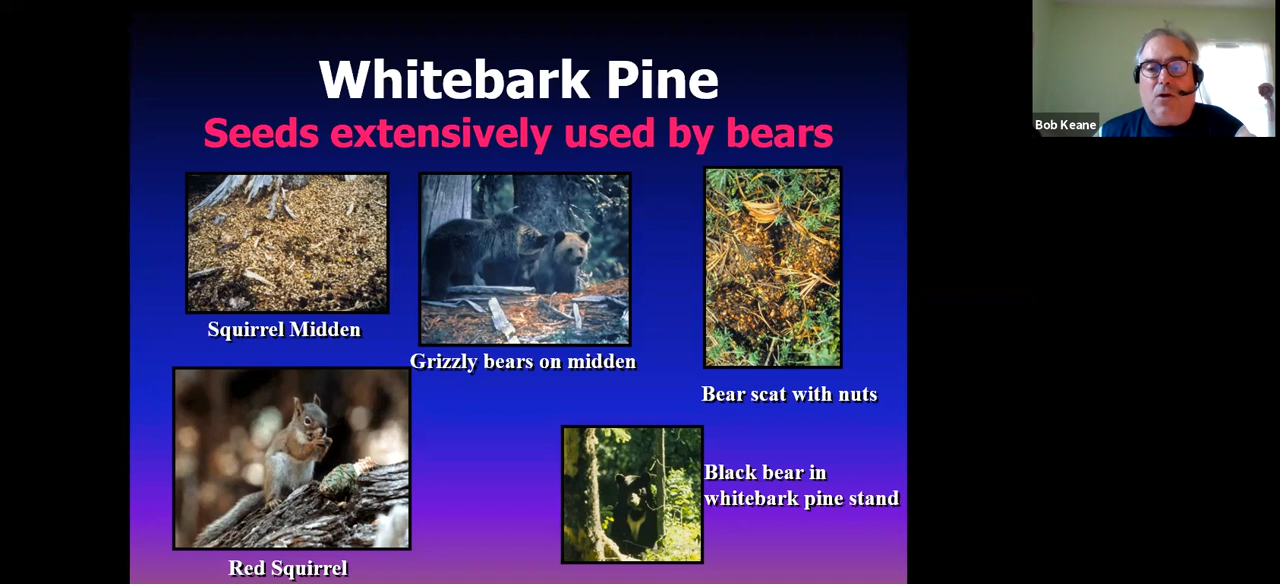 Whitebark Pine
Seeds extensively used by bears
Bob Keane
Squirrel Midden
Grizzly bears on midden
Bear scat with nuts
Black bear in
whitebark pine stand
Red Squirrel